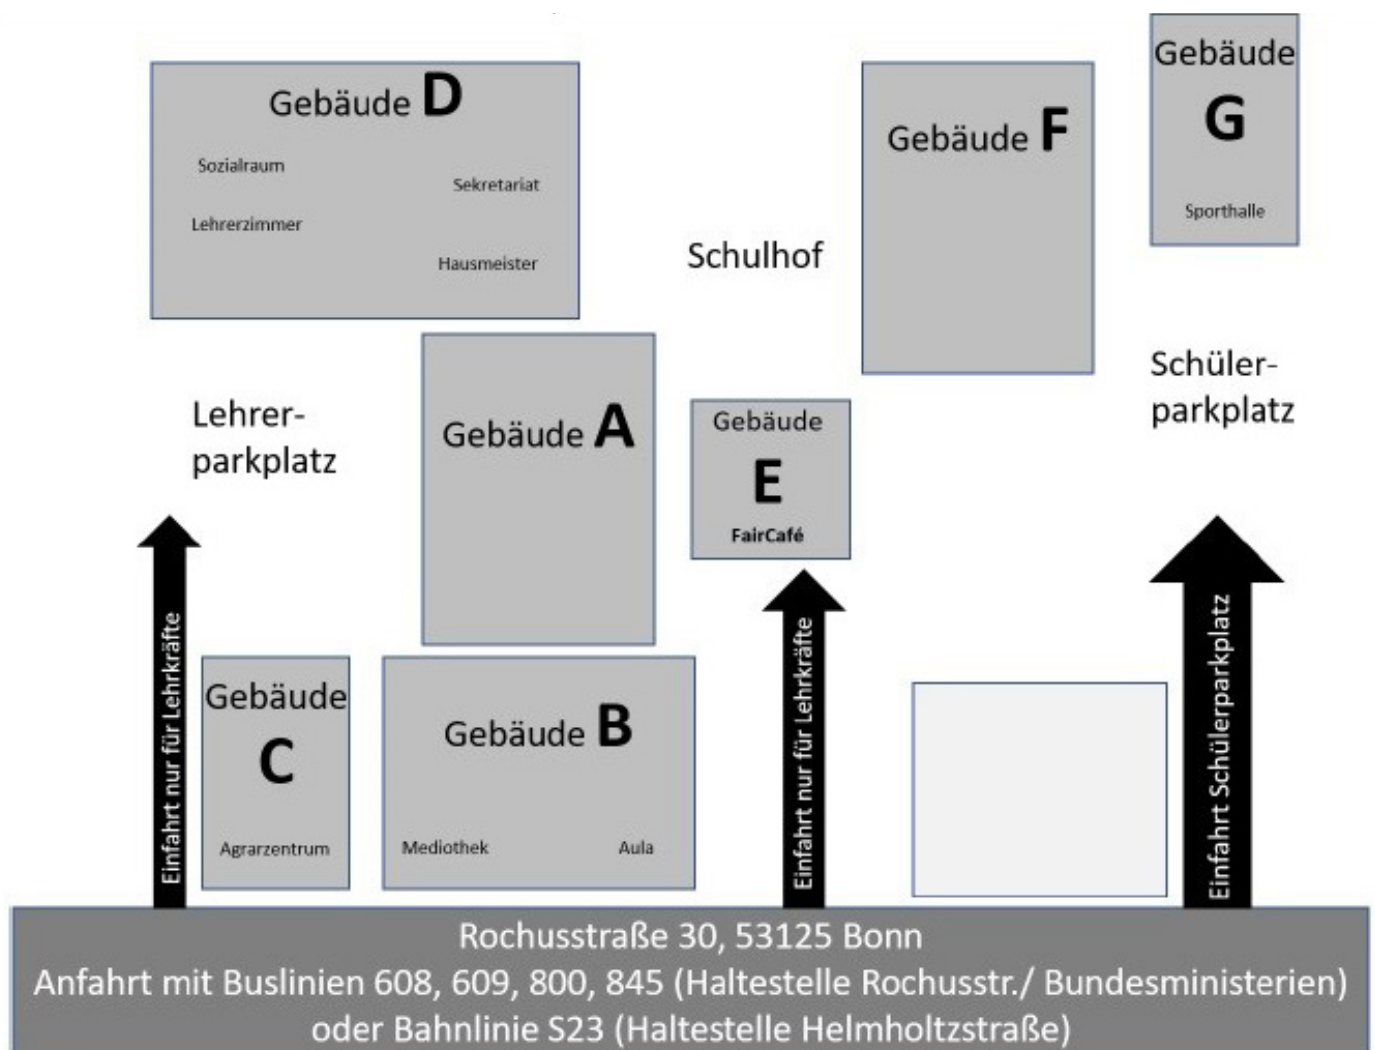 Gebäude D
Sozialraum
Sekretariat
Lehrerzimmer
Hausmeister
Schulhof
Gebäude F
Gebäude
G
Sporthalle
Lehrer-
parkplatz
Gebäude A
Gebäude
E
FairCafé
Schüler-
parkplatz
Einfahrt nur für Lehrkräfte
Gebäude
C
Agrarzentrum
Gebäude B
Mediothek
Aula
Einfahrt nur für Lehrkräfte
Einfahrt Schülerparkplatz
Rochusstraße 30, 53125 Bonn
Anfahrt mit Buslinien 608, 609, 800, 845 (Haltestelle Rochusstr./ Bundesministerien)
oder Bahnlinie S23 (Haltestelle Helmholtzstraße)